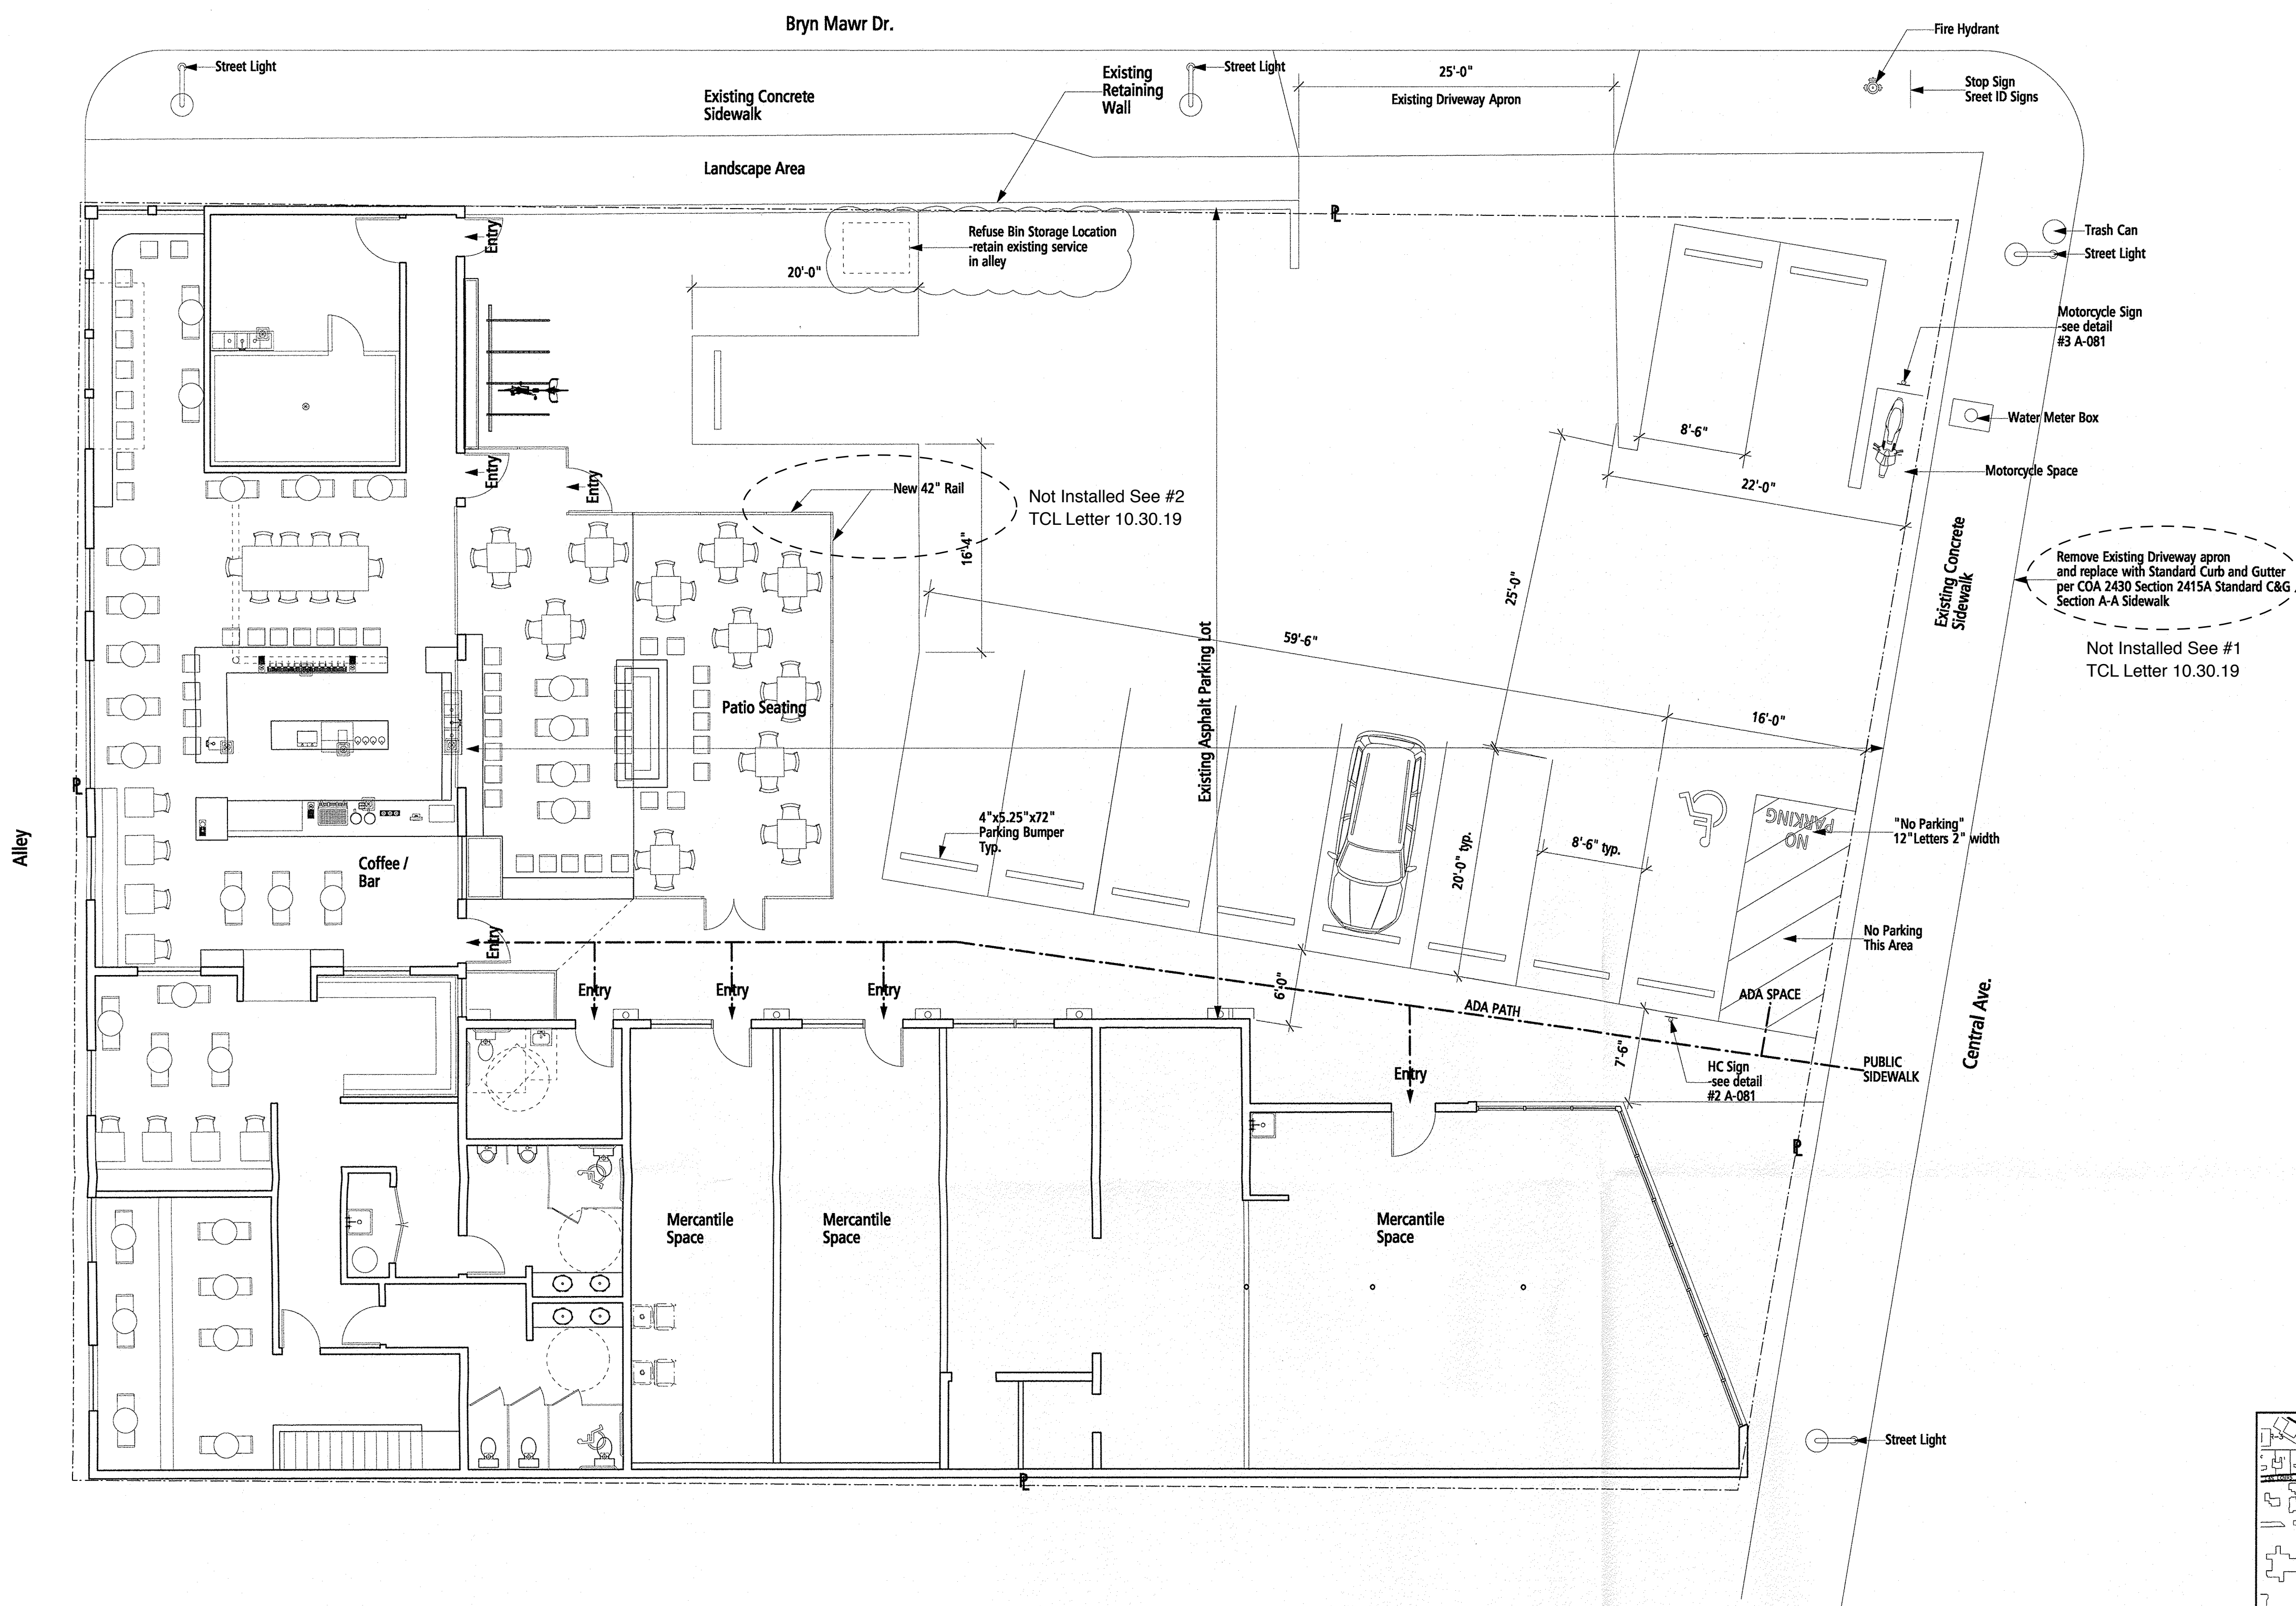 Bryn Mawr Dr.
Fire Hydrant
Street Light
Street Light
Existing
Retaining
Wall
25'-0"
Existing Driveway Apron
Stop Sign
Sreet ID Signs
Existing Concrete
Sidewalk
Landscape Area
PL
Entry
Refuse Bin Storage Location
-retain existing service
in alley
20'-0"
Trash Can
Street Light
Motorcycle Sign
-see detail
#3 A-081
Water Meter Box
8'-6"
Motorcycle Space
22'-0"
Entry
Entry
New 42" Rail
Not Installed See #2
TCL Letter 10.30.19
16'-4"
25'-0"
Existing Concrete
Sidewalk
Remove Existing Driveway apron
and replace with Standard Curb and Gutter
per COA 2430 Section 2415A Standard C&G
Section A-A Sidewalk
Not Installed See #1
TCL Letter 10.30.19
59'-6"
Existing Asphalt Parking Lot
Patio Seating
16'-0"
PL
Alley
4"x5.25"x72"
Parking Bumper
Typ.
20'-0" typ.
8'-6" typ.
NO
PARKING
"No Parking"
12"Letters 2" width
Coffee /
Bar
No Parking
This Area
Entry
Entry
Entry
Entry
6'-0"
ADA PATH
ADA SPACE
Central Ave.
7'-6"
Entry
HC Sign
-see detail
#2 A-081
PUBLIC
SIDEWALK
PL
Mercantile
Space
Mercantile
Space
Mercantile
Space
Street Light
PL